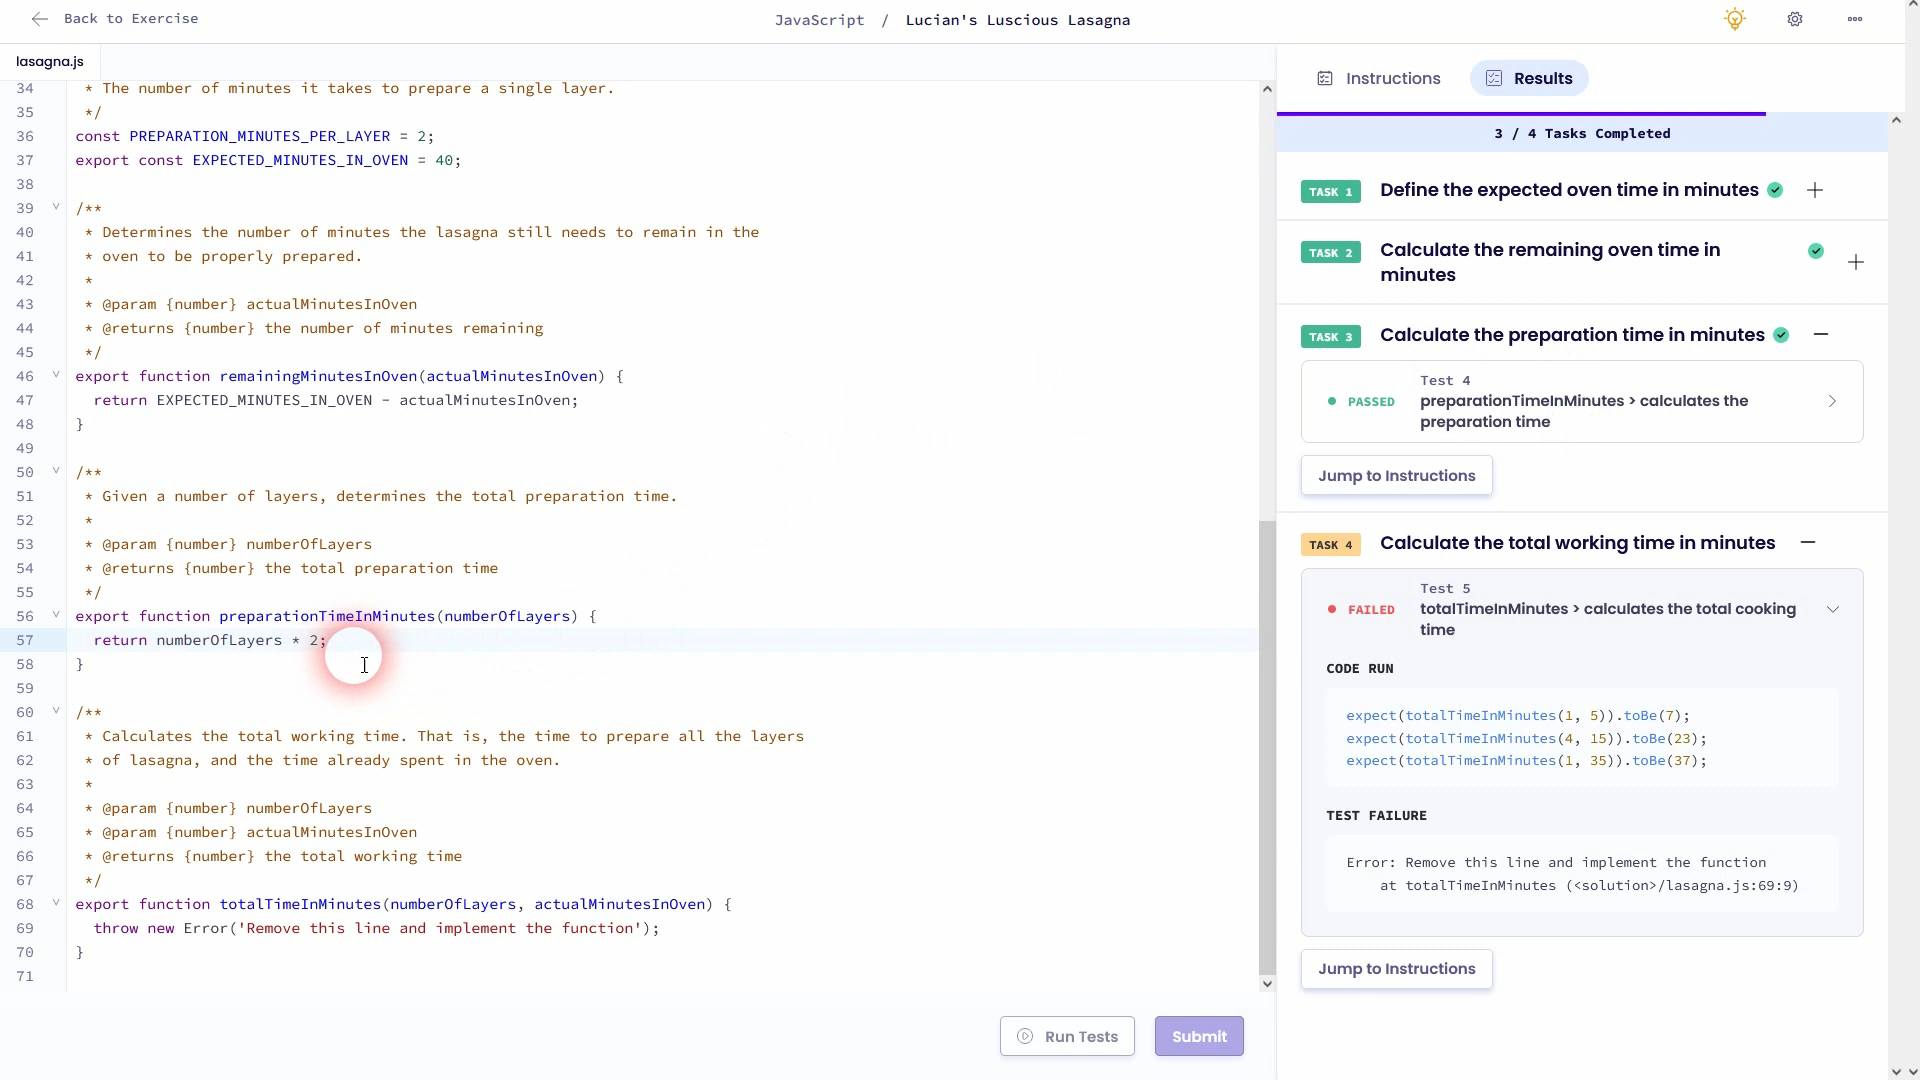 Back to Exercise
JavaScript / Lucian's Luscious Lasagna
lasagna.js
34 * The number of minutes it takes to prepare a single layer.
35 */
36 const PREPARATION_MINUTES_PER_LAYER = 2;
37 export const EXPECTED_MINUTES_IN_OVEN = 40;
38
39 /**
40 * Determines the number of minutes the lasagna still needs to remain in the
41 * oven to be properly prepared.
42 *
43 * @param {number} actualMinutesInOven
44 * @returns {number} the number of minutes remaining
45 */
46 export function remainingMinutesInOven(actualMinutesInOven) {
47 return EXPECTED_MINUTES_IN_OVEN - actualMinutesInOven;
48 }
49
50 /**
51 * Given a number of layers, determines the total preparation time.
52 *
53 * @param {number} numberOfLayers
54 * @returns {number} the total preparation time
55 */
56 export function preparationTimeInMinutes(numberOfLayers) {
57 return numberOfLayers * 2;
58 }
59
60 /**
61 * Calculates the total working time. That is, the time to prepare all the layers
62 * of lasagna, and the time already spent in the oven.
63 *
64 * @param {number} numberOfLayers
65 * @param {number} actualMinutesInOven
66 * @returns {number} the total working time
67 */
68 export function totalTimeInMinutes(numberOfLayers, actualMinutesInOven) {
69 throw new Error('Remove this line and implement the function');
70 }
71
Run Tests
Submit
Instructions
Results
3 / 4 Tasks Completed
TASK 1 Define the expected oven time in minutes
TASK 2 Calculate the remaining oven time in
minutes
TASK 3 Calculate the preparation time in minutes
Test 4
PASSED preparationTimeInMinutes > calculates the
preparation time
Jump to Instructions
TASK 4 Calculate the total working time in minutes
Test 5
FAILED totalTimeInMinutes > calculates the total cooking
time
CODE RUN
expect(totalTimeInMinutes(1, 5)).toBe(7);
expect(totalTimeInMinutes(4, 15)).toBe(23);
expect(totalTimeInMinutes(1, 35)).toBe(37);
TEST FAILURE
Error: Remove this line and implement the function
at totalTimeInMinutes (<solution>/lasagna.js:69:9)
Jump to Instructions